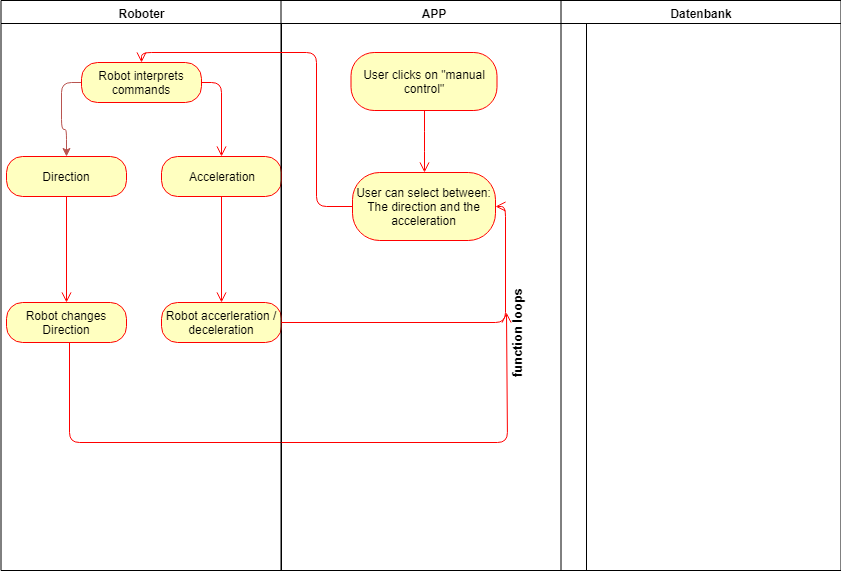 Roboter
APP
Datenbank
Robot interprets
commands
User clicks on "manual
control"
Direction
Acceleration
User can select between:
The direction and the
acceleration
Robot changes
Direction
Robot accerleration /
deceleration
function loops